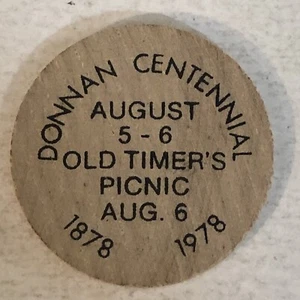 DONNAN CENTENNIAL
AUGUST
5 - 6
OLD TIMER'S
PICNIC
AUG. 6
1878 1978